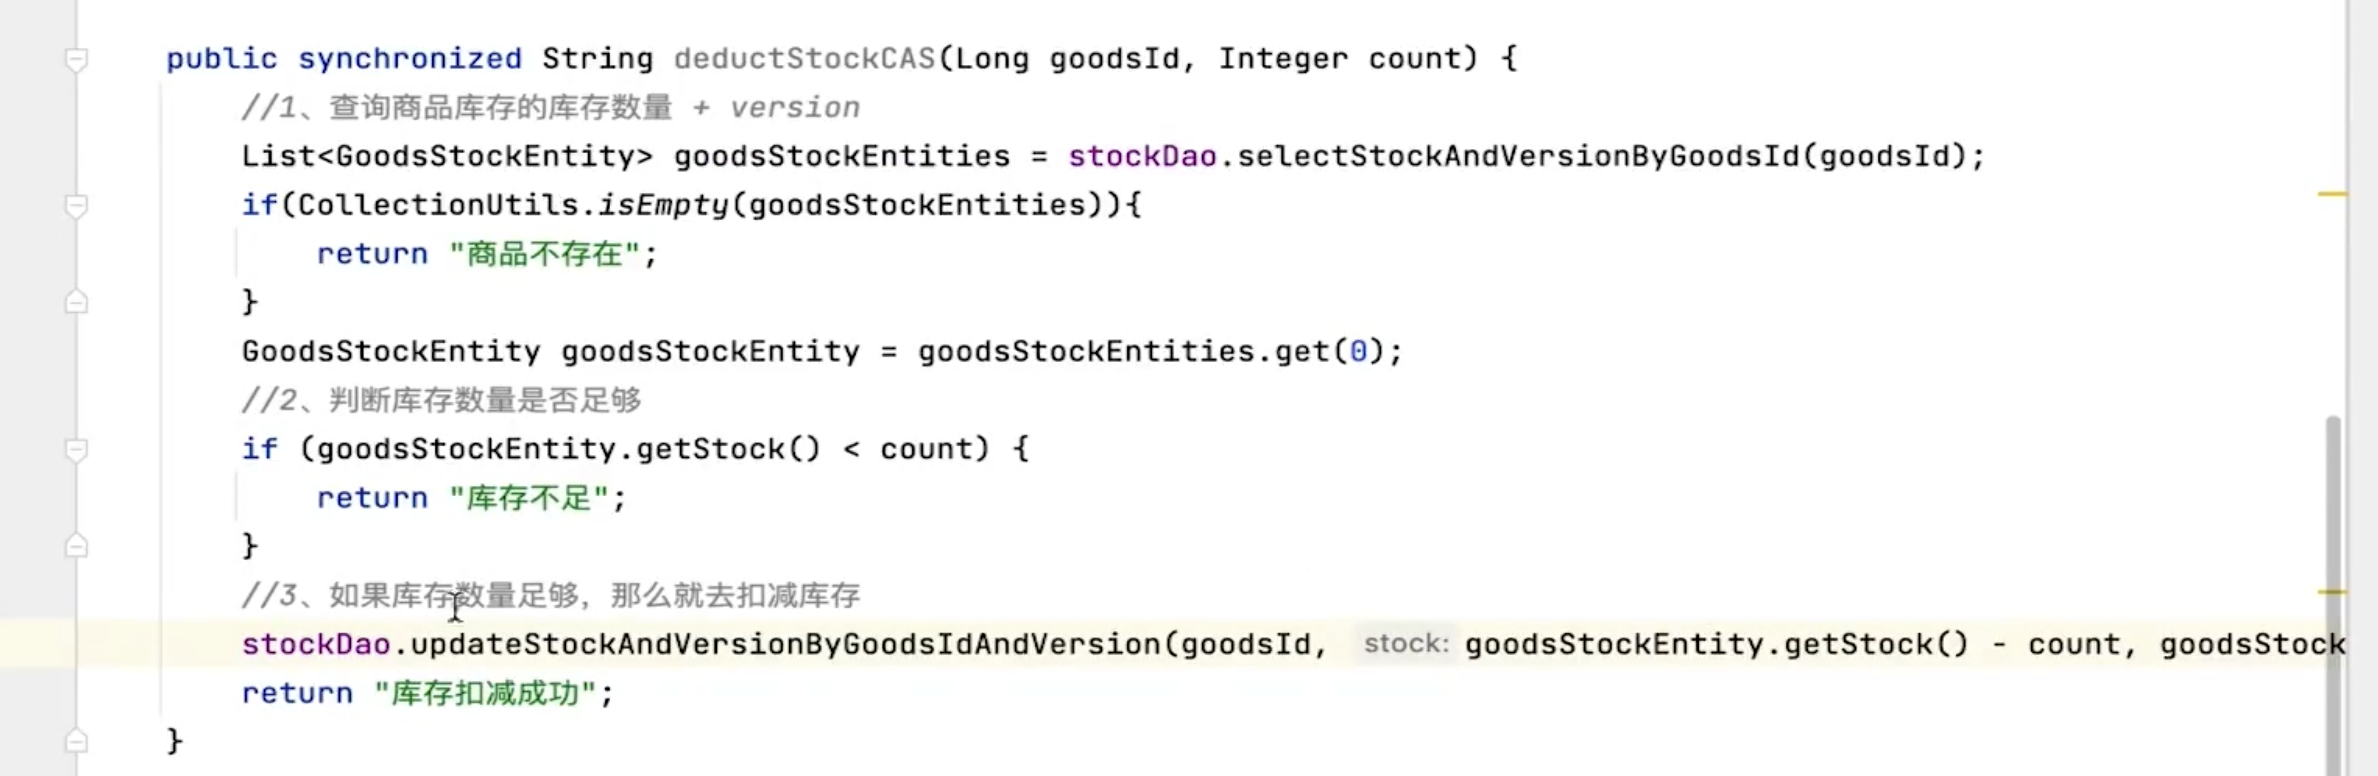 public synchronized String deductStockCAS(Long goodsId, Integer count) {
//1、查询商品库存的库存数量 + version
List<GoodsStockEntity> goodsStockEntities = stockDao.selectStockAndVersionByGoodsId(goodsId);
if(CollectionUtils.isEmpty(goodsStockEntities)){
return "商品不存在";
}
GoodsStockEntity goodsStockEntity = goodsStockEntities.get(0);
//2、判断库存数量是否足够
if (goodsStockEntity.getStock() < count) {
return "库存不足";
}
//3、如果库存数量足够，那么就去扣减库存
stockDao.updateStockAndVersionByGoodsIdAndVersion(goodsId, stock: goodsStockEntity.getStock() - count, goodsStock
return "库存扣减成功";
}